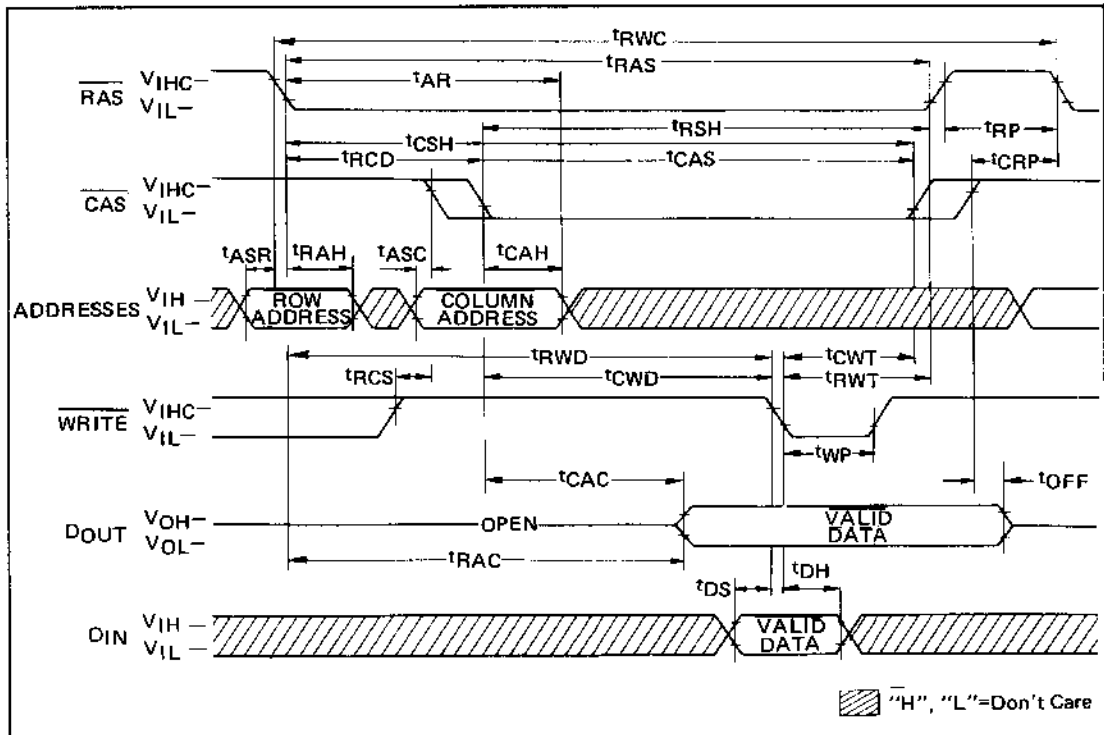 tRWC
tRAS
tAR
RAS VIHC
VIL
tRSH
tRP
tCSH
tRCD
tCAS
tCRP
CAS VIHC
VIL
tASR tRAH tASC tCAH
ADDRESSES VIH
VIL
ROW ADDRESS
COLUMN ADDRESS
tRWD
tCWT
tRCS
tCWD
tRWT
WRITE VIHC
VIL
tWP
tCAC
tOFF
DOUT VOH
VOL
OPEN
VALID DATA
tRAC
tDS
tDH
DIN VIH
VIL
VALID DATA
"H", "L"=Don't Care